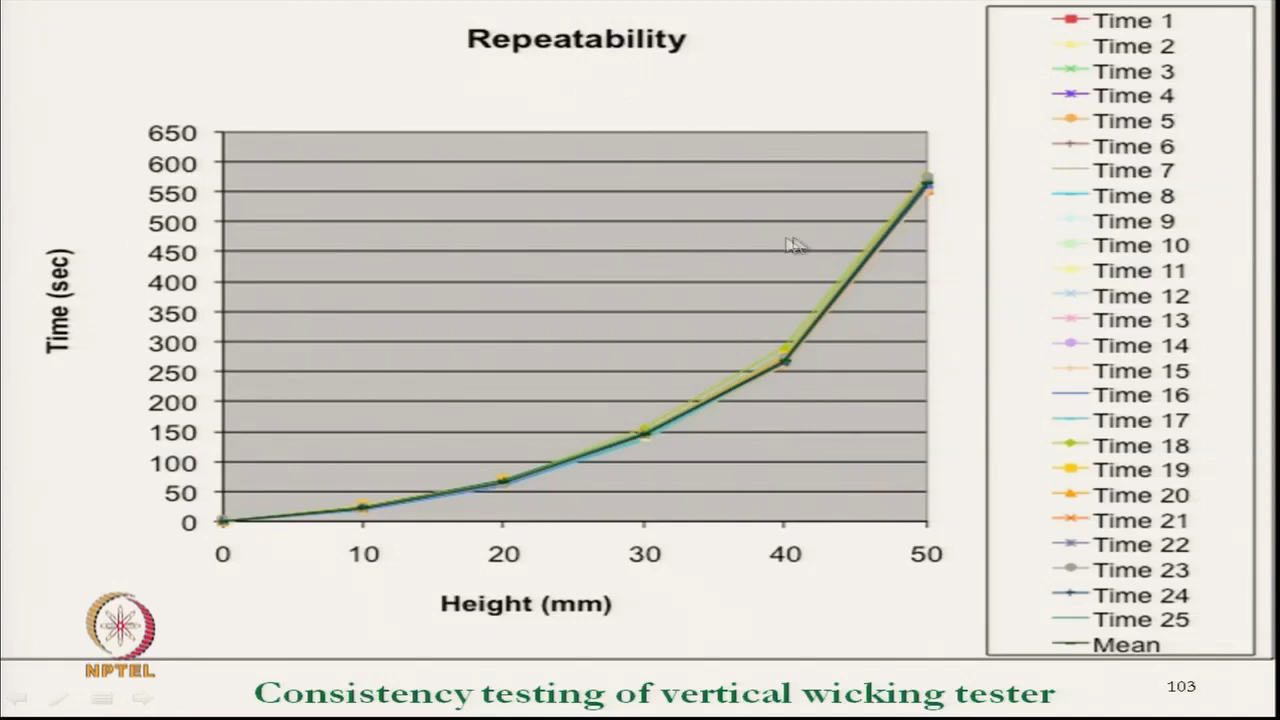 Repeatability
Time (sec)
650
600
550
500
450
400
350
300
250
200
150
100
50
0
0 10 20 30 40 50
Height (mm)
Time 1
Time 2
Time 3
Time 4
Time 5
Time 6
Time 7
Time 8
Time 9
Time 10
Time 11
Time 12
Time 13
Time 14
Time 15
Time 16
Time 17
Time 18
Time 19
Time 20
Time 21
Time 22
Time 23
Time 24
Time 25
Mean
NPTEL
Consistency testing of vertical wicking tester
103